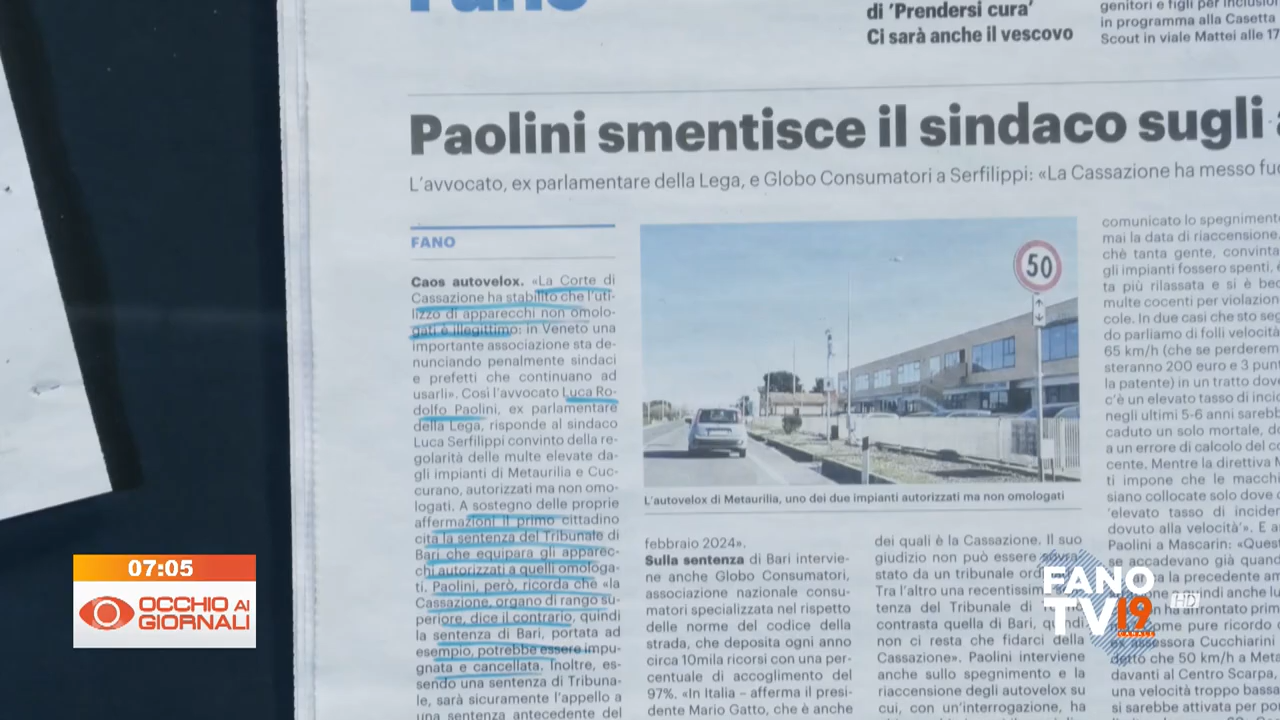 Fano
di 'Prendersi cura'
Ci sarà anche il vescovo
genitori e figli per
in programma alla Casetta
Scout in viale Mattei alle 17
Paolini smentisce il sindaco sugli
L'avvocato, ex parlamentare della Lega, e Globo Consumatori a Serfilippi: «La Cassazione ha messo
FANO
Caos autovelox. «La Corte di
Cassazione ha stabilito che l'uti-
lizzo di apparecchi non omolo-
gati è illegittimo: in Veneto una
importante associazione sta de-
nunciando penalmente sindaci
e prefetti che continuano ad
usarli». Così l'avvocato Luca Ro-
dolfo Paolini, ex parlamentare
della Lega, risponde al sindaco
Luca Serfilippi convinto della re-
golarità delle multe elevate da-
gli impianti di Metaurilia e Cuc-
curano, autorizzati ma non omo-
logati. A sostegno delle proprie
affermazioni il primo cittadino
cita la sentenza del Tribunale di
Bari che equipara gli apparec-
chi autorizzati a quelli omologa-
ti. Paolini, però, ricorda che «la
Cassazione, organo di rango su-
periore, dice il contrario, quindi
la sentenza di Bari, portata ad
esempio, potrebbe essere impu-
gnata e cancellata. Inoltre, es-
sendo una sentenza di Tribuna-
le, sarà sicuramente l'appello a
una sentenza antecedente del
50
L'autovelox di Metaurilia, uno dei due impianti autorizzati ma non omologati
febbraio 2024».
Sulla sentenza di Bari intervie-
ne anche Globo Consumatori,
associazione nazionale consu-
matori specializzata nel rispetto
delle norme del codice della
strada, che deposita ogni anno
circa 10mila ricorsi con una per-
centuale di accoglimento del
97%. «In Italia – afferma il presi-
dente Mario Gatto, che è anche
dei quali è la Cassazione. Il suo
giudizio non può essere sovra-
stato da un tribunale
Tra l'altro una recentissima
tenza del Tribunale di
contrasta quella di Bari, quindi
non ci resta che fidarci della
Cassazione». Paolini interviene
anche sullo spegnimento e la
riaccensione degli autovelox su
cui, con un'interrogazione, ha
comunicato lo spegnimento
mai la data di riaccensione,
chè tanta gente, convinta
gli impianti fossero spenti,
ta più rilassata e si è
multe cocenti per
cole. In due casi che sto
do parliamo di folli velocità
65 km/h (che se perderem
steranno 200 euro e 3 punt
la patente) in un tratto dov
c'è un elevato tasso di
negli ultimi 5-6 anni sarebb
caduto un solo mortale,
a un errore di calcolo del
cente. Mentre la direttiva M
ti impone che le macch
siano collocate solo dove
'elevato tasso di inciden
dovuto alla velocità'». E
Paolini a Mascarin:
se accadevano già quand
la precedente
anche
primo
come pure ricordo
assessora Cucchiarini
detto che 50 km/h a Meta
davanti al Centro Scarpa,
una velocità troppo bassa
si sarebbe attivata per
07:05
OCCHIO AI
GIORNALI
FANO
TV 19 HD
CANALE